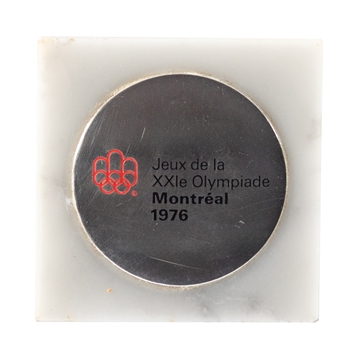 Jeux de la
XXIe Olympiade
Montréal
1976